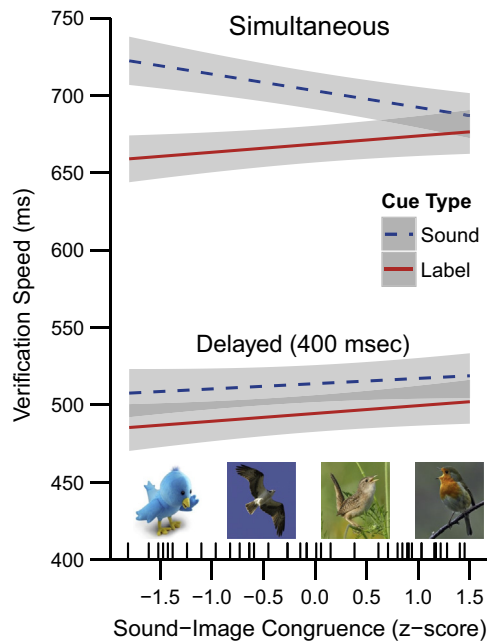 Simultaneous
750
700
650
600
550
500
450
400
Verification Speed (ms)
Cue Type
Sound
Label
Delayed (400 msec)
−1.5 −1.0 −0.5 0.0 0.5 1.0 1.5
Sound−Image Congruence (z−score)